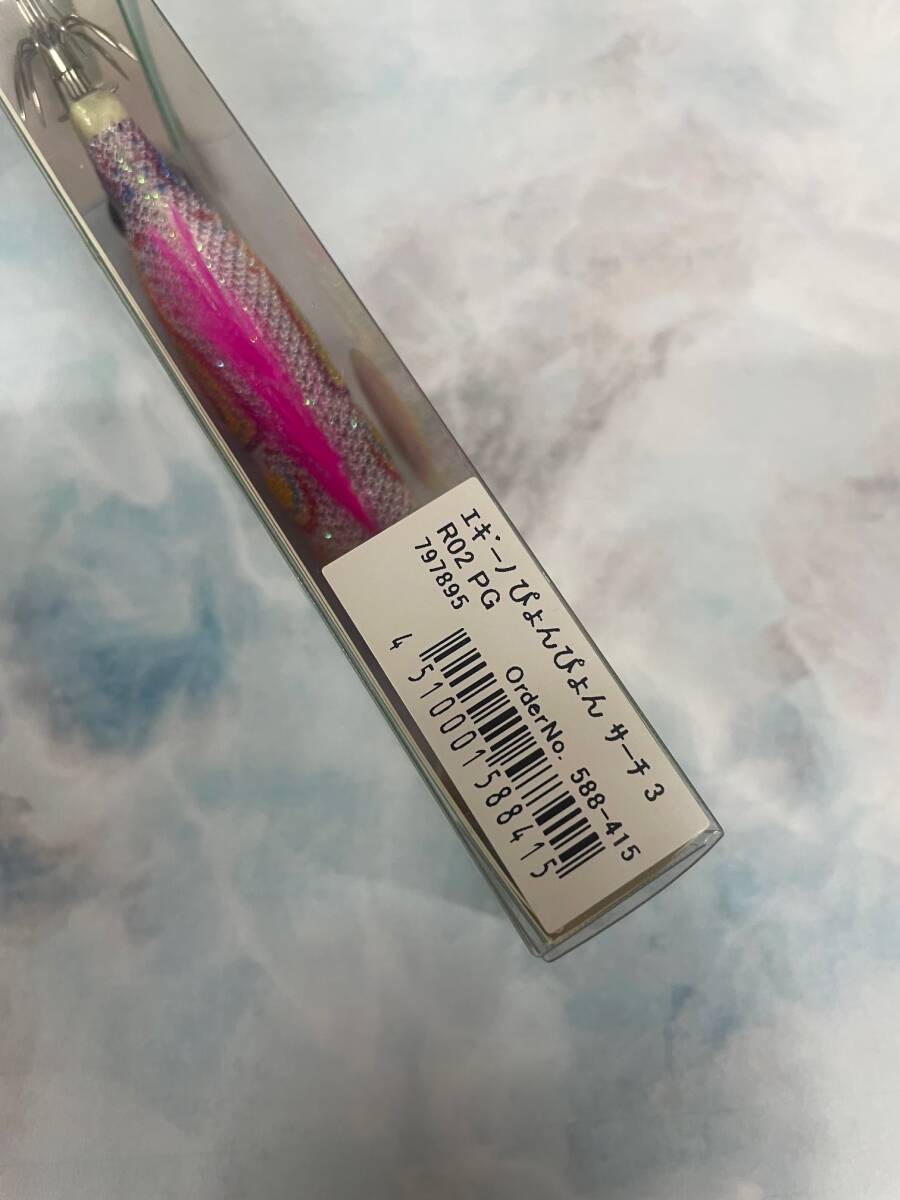 エギーノ ぴょんぴょん サーチ 3
R02 PG
797895
OrderNo. 588-415
4 510001 588415